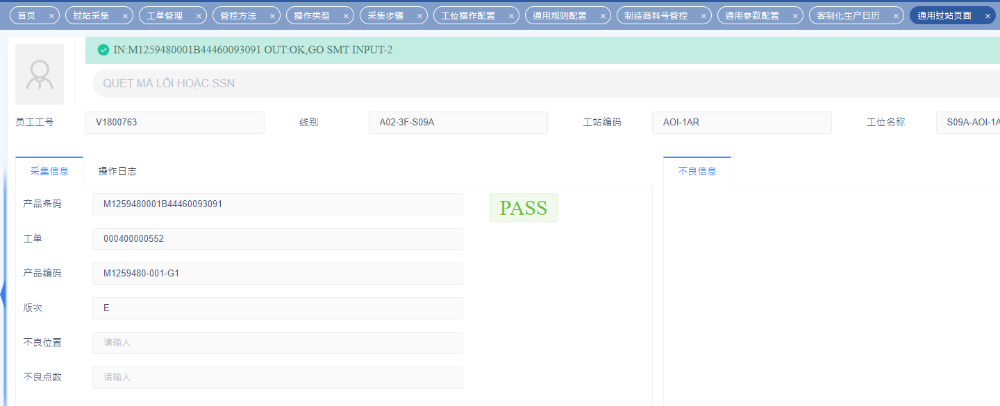 首页 × 过站采集 × 工单管理 × 管控方法 × 操作类型 × 采集步骤 × 工位操作配置 × 通用规则配置 × 制造商料号管控 × 通用参数配置 × 客制化生产日历 × 通用过站页面 ×
IN:M1259480001B44460093091 OUT:OK,GO SMT INPUT-2
QUÉT MÃ LỖI HOẶC SSN
员工工号 V1800763 线别 A02-3F-S09A 工站编码 AOI-1AR 工位名称 S09A-AOI-1A
采集信息 操作日志 不良信息
产品条码 M1259480001B44460093091 PASS
工单 000400000552
产品编码 M1259480-001-G1
版次 E
不良位置 请输入
不良点数 请输入